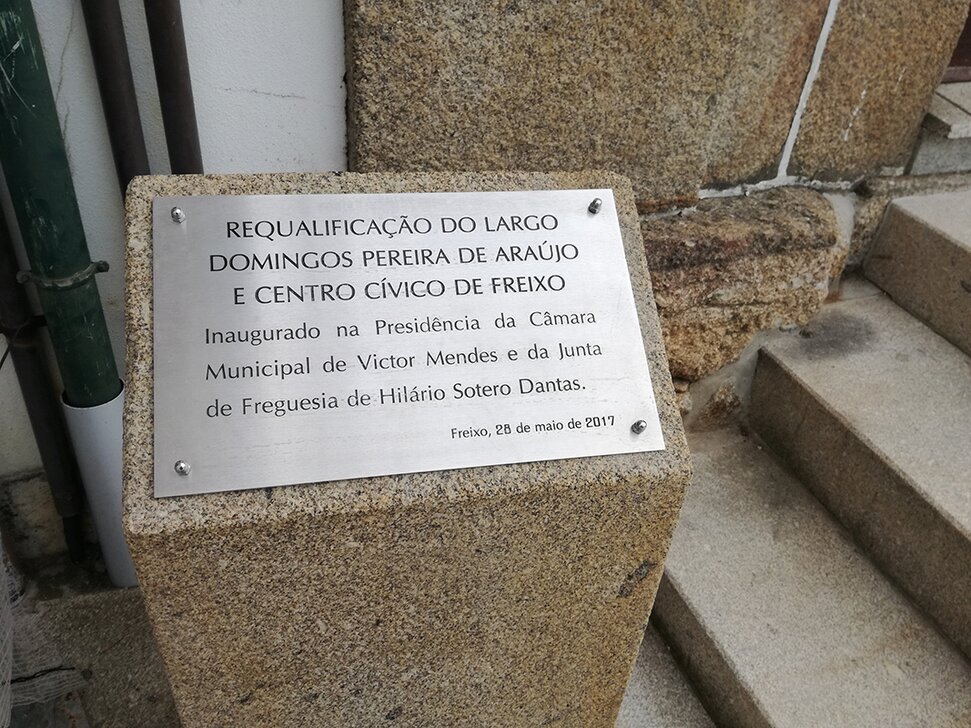 REQUALIFICAÇÃO DO LARGO
DOMINGOS PEREIRA DE ARAÚJO
E CENTRO CÍVICO DE FREIXO
Inaugurado na Presidência da Câmara
Municipal de Victor Mendes e da Junta
de Freguesia de Hilário Sotero Dantas.
Freixo, 28 de maio de 2017